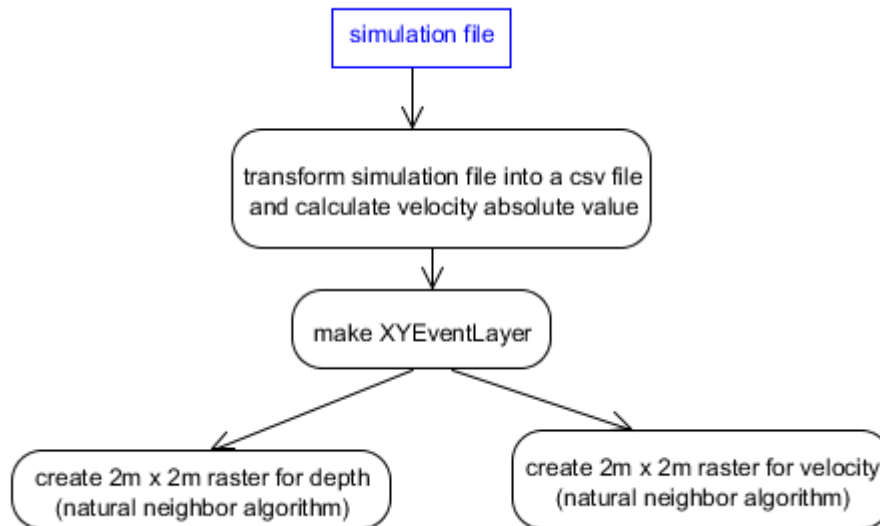 simulation file
transform simulation file into a csv file
and calculate velocity absolute value
make XYEventLayer
create 2m x 2m raster for depth
(natural neighbor algorithm)
create 2m x 2m raster for velocity
(natural neighbor algorithm)